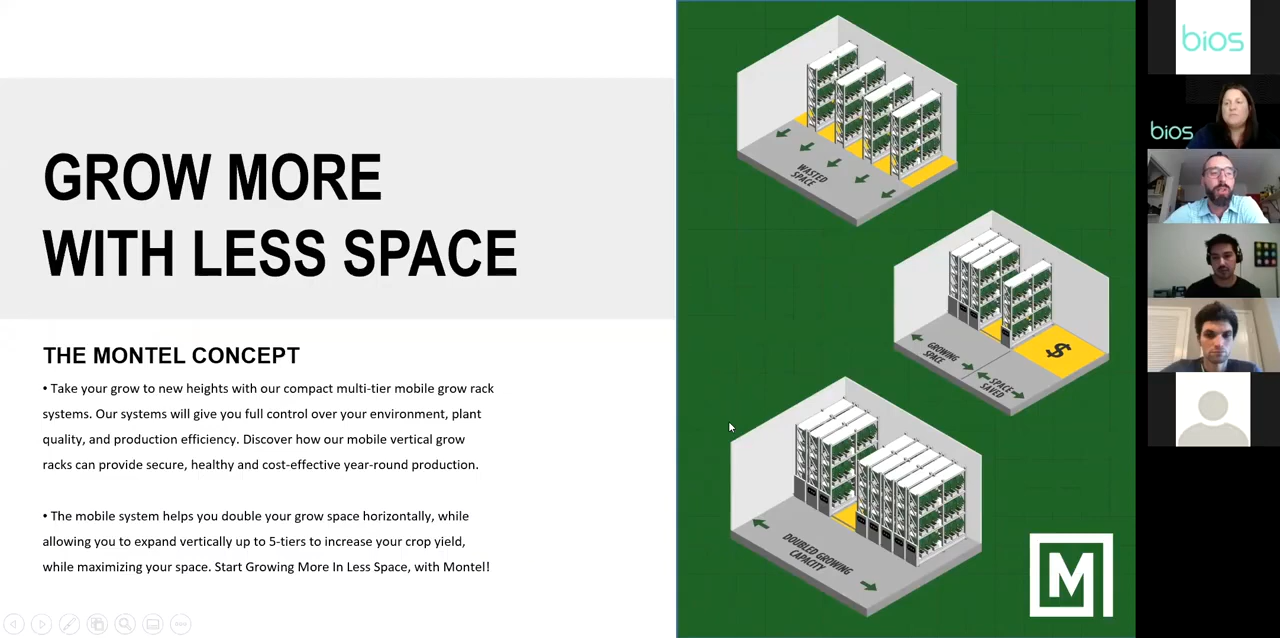 GROW MORE
WITH LESS SPACE
THE MONTEL CONCEPT
• Take your grow to new heights with our compact multi-tier mobile grow rack
systems. Our systems will give you full control over your environment, plant
quality, and production efficiency. Discover how our mobile vertical grow
racks can provide secure, healthy and cost-effective year-round production.
• The mobile system helps you double your grow space horizontally, while
allowing you to expand vertically up to 5-tiers to increase your crop yield,
while maximizing your space. Start Growing More In Less Space, with Montel!
WASTED
SPACE
GROWING
SPACE
$
SPACE
SAVED
DOUBLED GROWING
CAPACITY
M
bios
bios